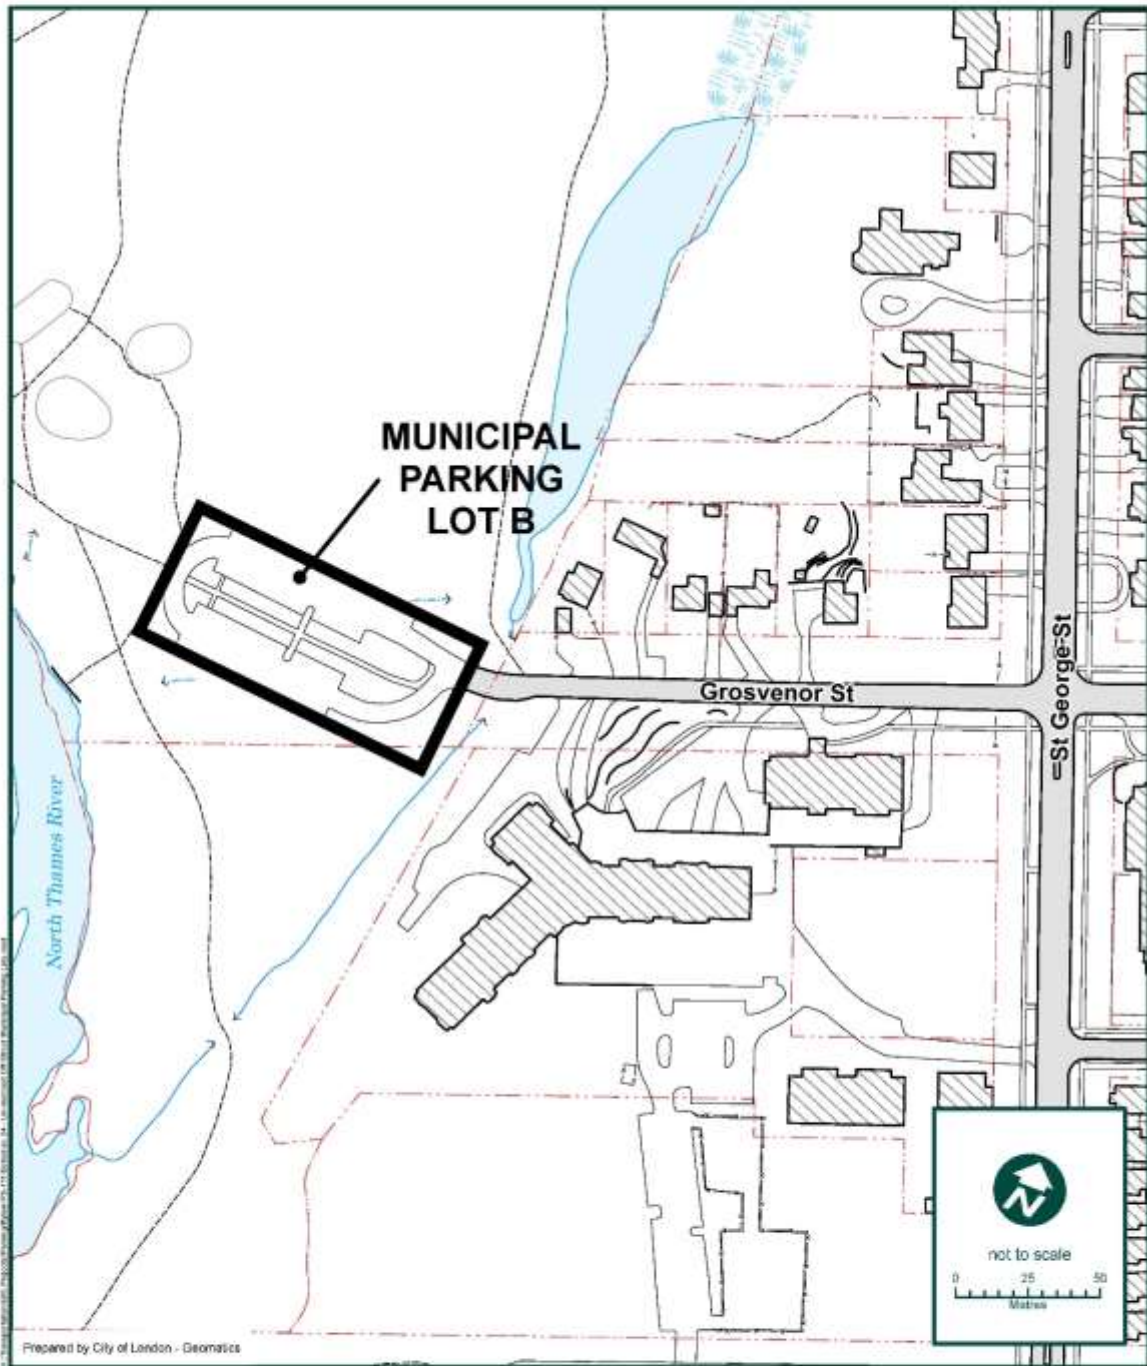 MUNICIPAL
PARKING
LOT B
Grosvenor St
St George St
North Thames River
N
not to scale
0 25 50
Metres
Prepared by City of London - Geomatics